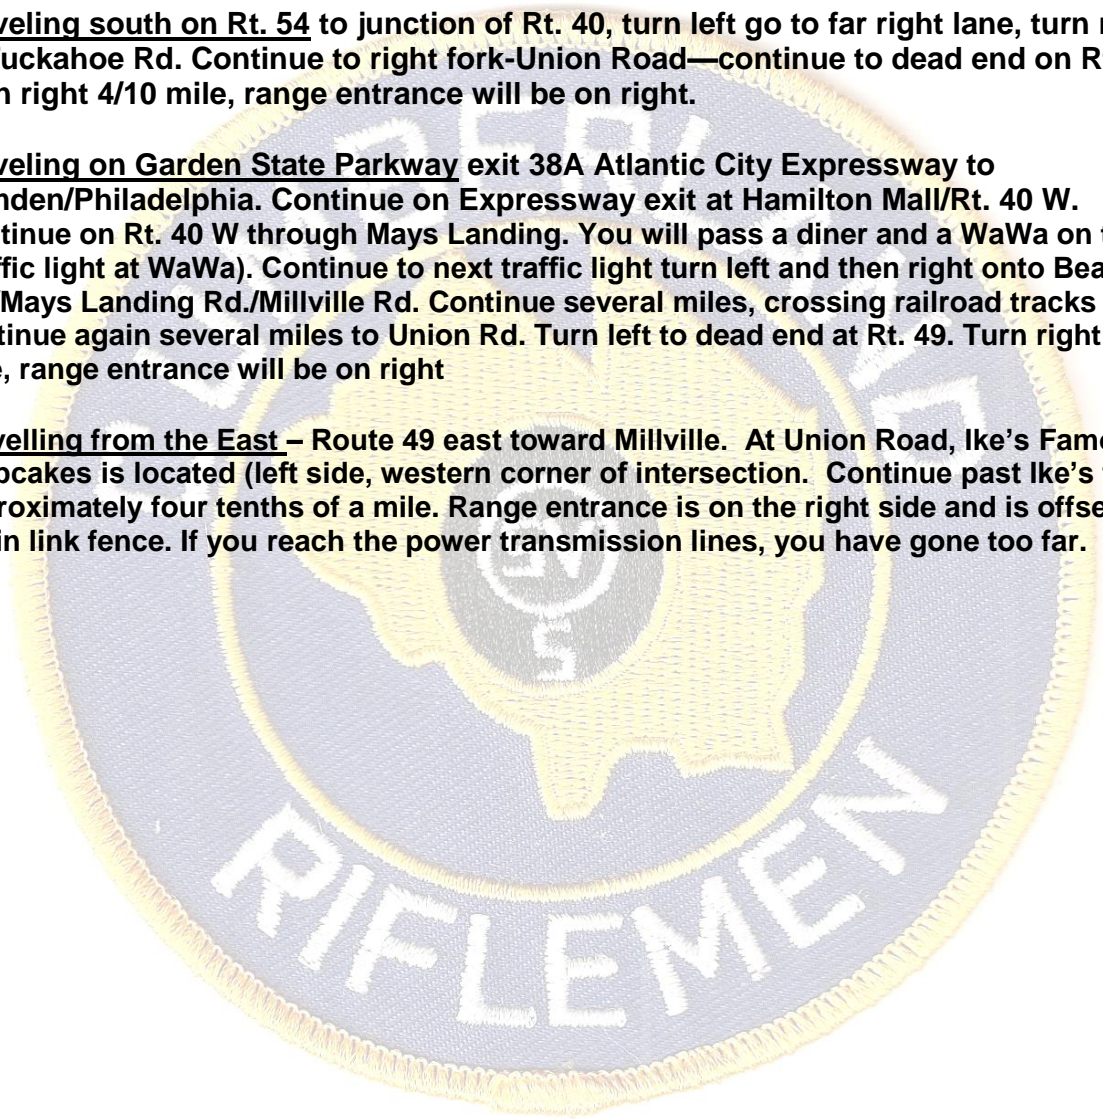 veling south on Rt. 54 to junction of Rt. 40, turn left go to far right lane, turn
uckahoe Rd. Continue to right fork-Union Road—continue to dead end on R
n right 4/10 mile, range entrance will be on right.
veling on Garden State Parkway exit 38A Atlantic City Expressway to
nden/Philadelphia. Continue on Expressway exit at Hamilton Mall/Rt. 40 W.
tinue on Rt. 40 W through Mays Landing. You will pass a diner and a WaWa on
ffic light at WaWa). Continue to next traffic light turn left and then right onto Bea
/Mays Landing Rd./Millville Rd. Continue several miles, crossing railroad tracks
tinue again several miles to Union Rd. Turn left to dead end at Rt. 49. Turn right
e, range entrance will be on right
velling from the East – Route 49 east toward Millville. At Union Road, Ike's Fam
pcakes is located (left side, western corner of intersection. Continue past Ike's
roximately four tenths of a mile. Range entrance is on the right side and is offse
in link fence. If you reach the power transmission lines, you have gone too far.
CUMBERLAND
S
RIFLEMEN